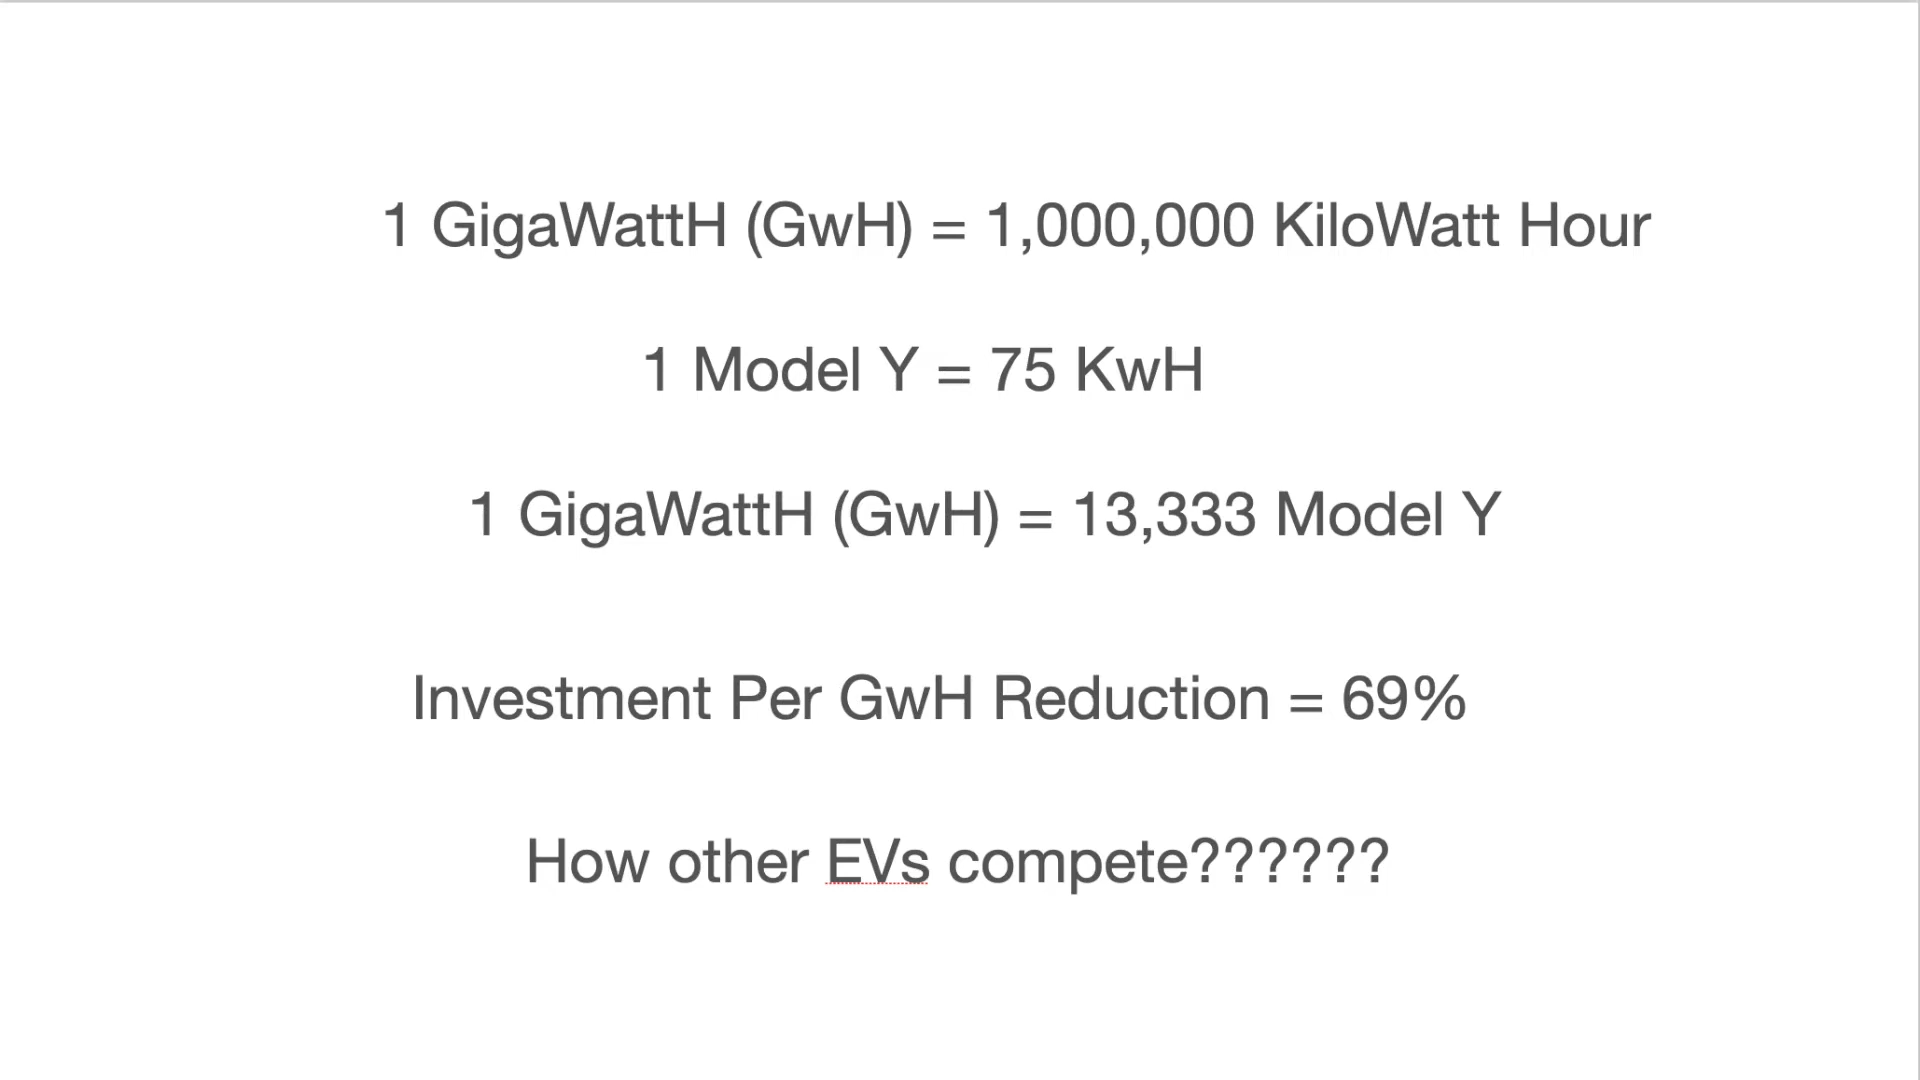 1 GigaWattH (GwH) = 1,000,000 KiloWatt Hour
1 Model Y = 75 KwH
1 GigaWattH (GwH) = 13,333 Model Y
Investment Per GwH Reduction = 69%
How other EVs compete??????